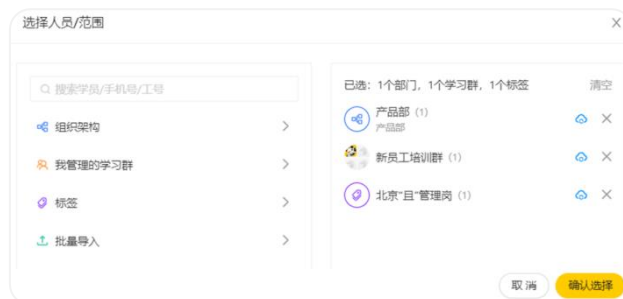 选择人员/范围
搜索学员/手机号/工号
组织架构
我管理的学习群
标签
批量导入
已选：1个部门，1个学习群，1个标签 清空
产品部 (1)
产品部
新员工培训群 (1)
北京"且"管理岗 (1)
取消 确认选择